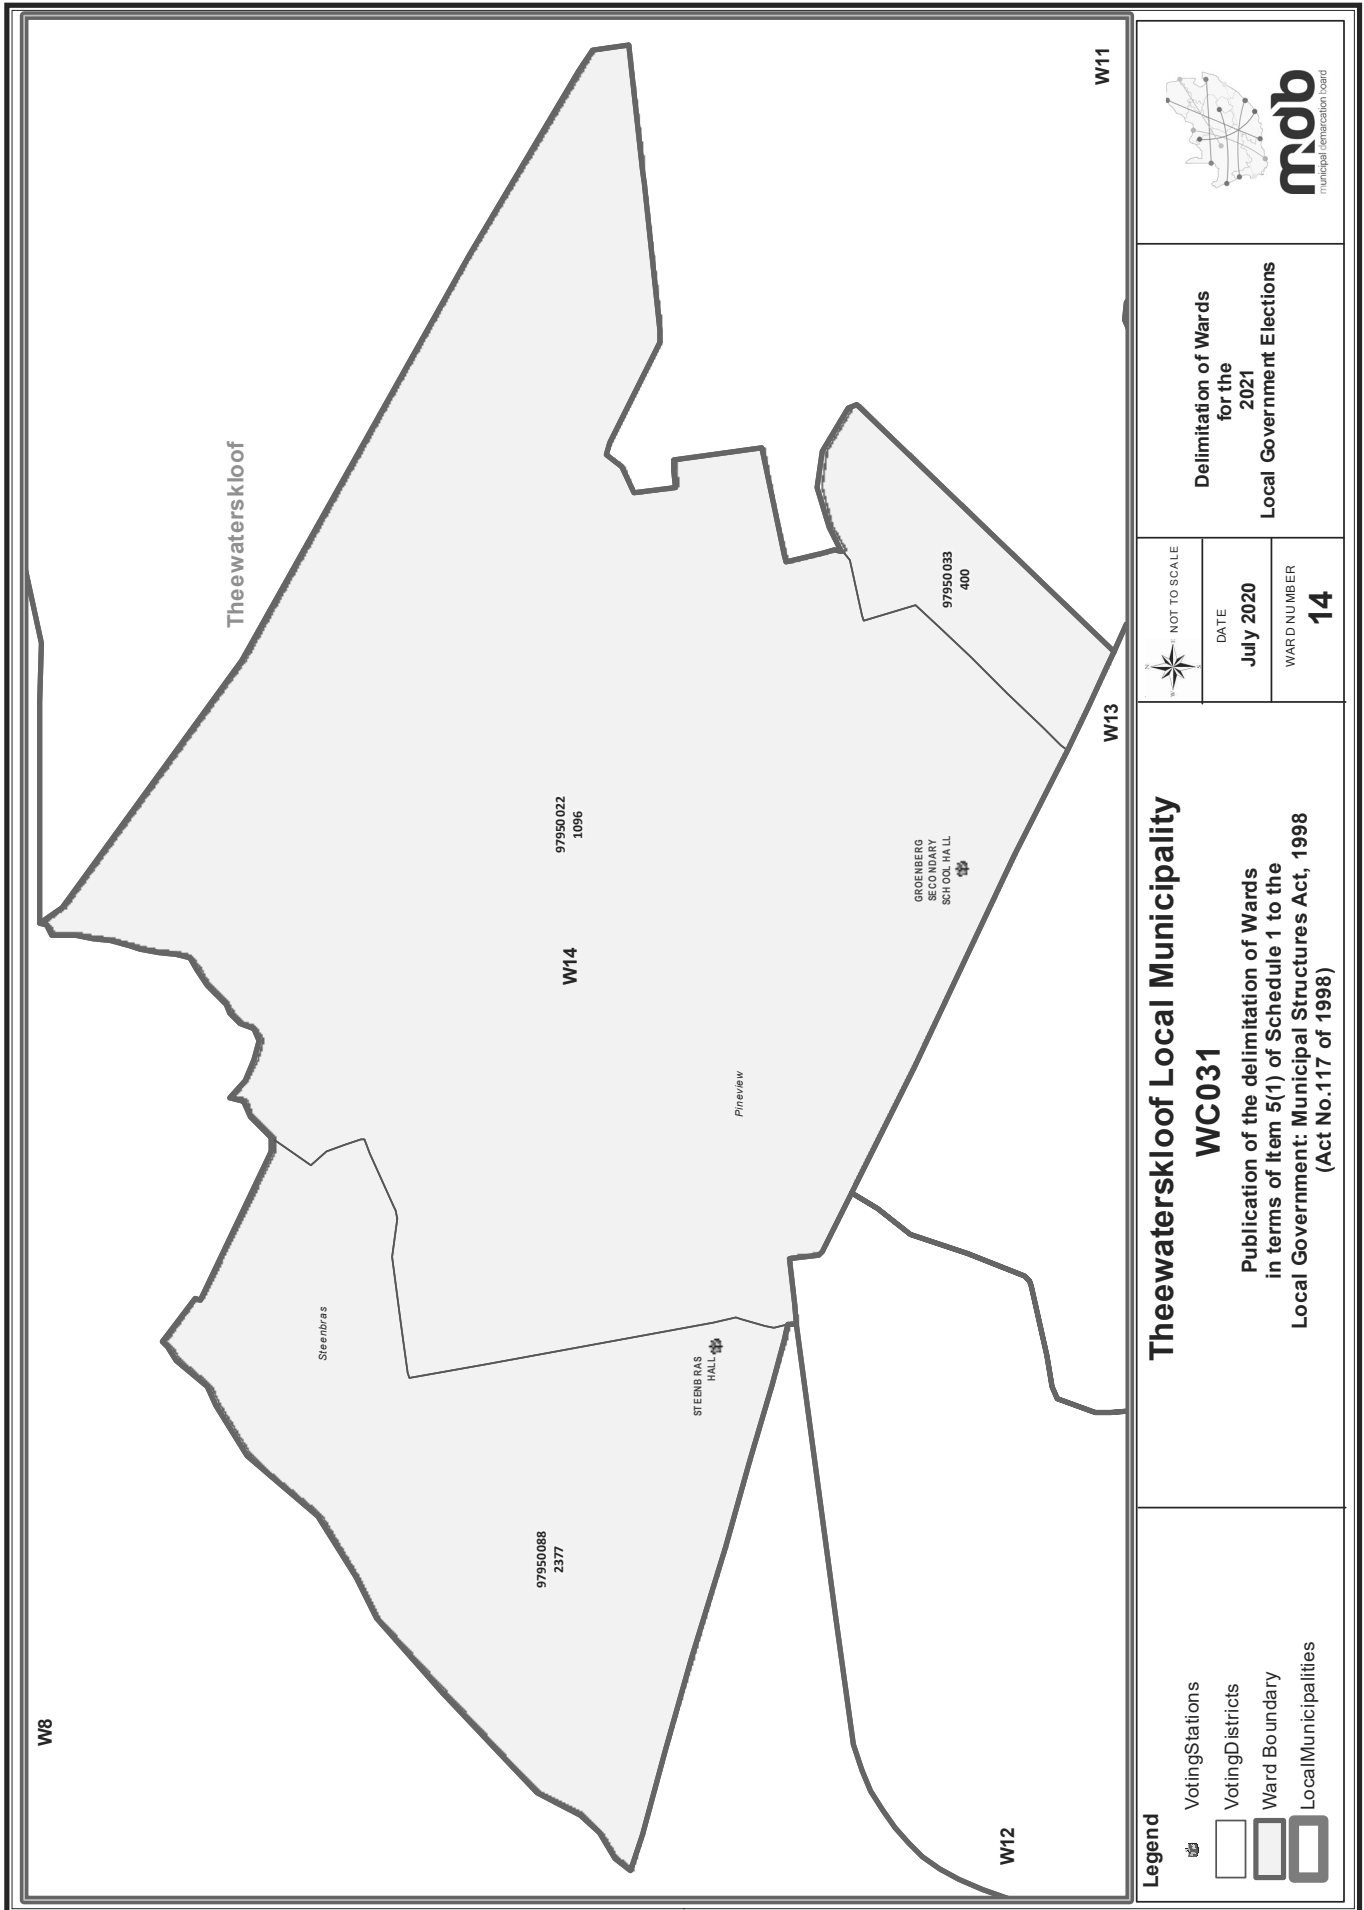 W8
W11
Theewaterskloof
97950022
1096
W14
97950033
400
GROENBERG
SECONDARY
SCHOOL HALL
Pineview
Steenbras
STEENBRAS
HALL
97950088
2377
W13
W12
Legend
VotingStations
VotingDistricts
Ward Boundary
LocalMunicipalities
Theewaterskloof Local Municipality
WC031
Publication of the delimitation of Wards
in terms of Item 5(1) of Schedule 1 to the
Local Government: Municipal Structures Act, 1998
(Act No.117 of 1998)
N
E
S
W
NOT TO SCALE
DATE
July 2020
WARD NUMBER
14
Delimitation of Wards
for the
2021
Local Government Elections
mdb
municipal demarcation board